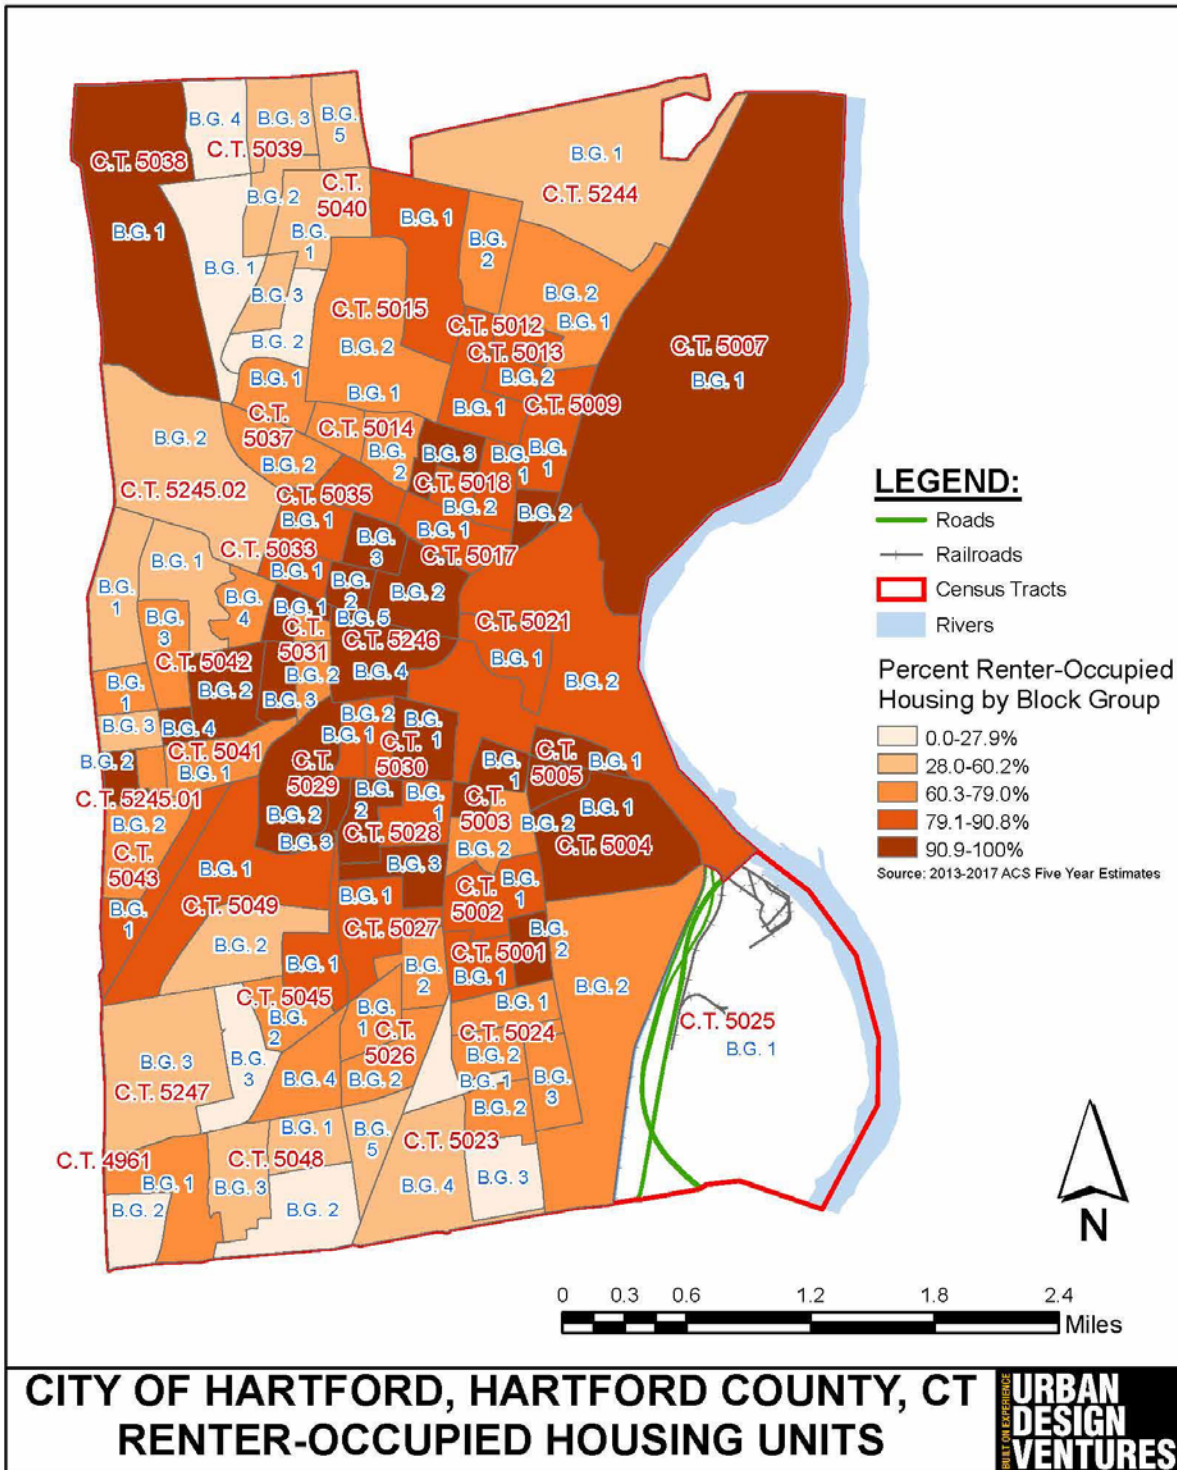 B.G. 4
B.G. 3
B.G.
5
C.T. 5039
C.T. 5038
B.G. 1
C.T. 5244
B.G. 2
C.T.
5040
B.G. 1
B.G. 1
B.G.
1
B.G.
2
B.G. 1
B.G. 3
B.G. 2
C.T. 5015
B.G. 2
B.G. 1
C.T. 5012
C.T. 5013
B.G. 2
C.T. 5007
B.G. 1
B.G. 2
B.G. 1
B.G. 1
B.G. 1
C.T. 5009
C.T.
5037
C.T. 5014
B.G. 2
B.G. 3
B.G.
1
B.G.
1
B.G. 2
B.G.
2
C.T. 5018
C.T. 5245.02
C.T. 5035
B.G. 2
B.G. 2
B.G. 1
B.G. 1
B.G.
3
C.T. 5017
C.T. 5033
B.G. 1
B.G. 1
B.G.
1
B.G.
4
B.G.
2
B.G. 2
B.G. 1
B.G. 5
B.G.
3
C.T.
5031
C.T. 5246
C.T. 5021
C.T. 5042
B.G. 1
B.G.
1
B.G. 2
B.G. 2
B.G. 4
B.G. 2
B.G. 3
B.G. 3
B.G. 4
B.G. 2
B.G.
1
C.T. 5041
B.G. 1
C.T.
5030
B.G. 2
B.G. 1
C.T.
5029
B.G.
1
C.T.
5005
B.G. 1
C.T. 5245.01
B.G. 2
B.G.
2
B.G.
1
C.T.
5003
B.G. 1
B.G. 2
B.G. 2
B.G. 3
C.T. 5028
C.T. 5004
C.T.
5043
B.G. 1
B.G. 3
B.G. 2
B.G.
1
C.T. 5049
B.G. 1
C.T.
5002
B.G.
1
B.G. 2
C.T. 5027
C.T. 5001
B.G.
2
B.G. 1
B.G.
2
B.G. 1
B.G. 2
C.T. 5045
B.G.
2
B.G.
1
B.G. 1
C.T.
5026
C.T. 5024
C.T. 5025
B.G. 1
B.G. 3
B.G.
3
B.G. 4
B.G. 2
B.G. 2
B.G. 1
B.G.
3
C.T. 5247
B.G. 2
B.G. 1
B.G.
5
C.T. 5023
C.T. 4961
C.T. 5048
B.G. 1
B.G. 3
B.G. 4
B.G. 3
B.G. 2
B.G. 2
LEGEND:
Roads
Railroads
Census Tracts
Rivers
Percent Renter-Occupied
Housing by Block Group
0.0-27.9%
28.0-60.2%
60.3-79.0%
79.1-90.8%
90.9-100%
Source: 2013-2017 ACS Five Year Estimates
N
0 0.3 0.6 1.2 1.8 2.4
Miles
CITY OF HARTFORD, HARTFORD COUNTY, CT
RENTER-OCCUPIED HOUSING UNITS
BUILT ON EXPERIENCE
URBAN
DESIGN
VENTURES